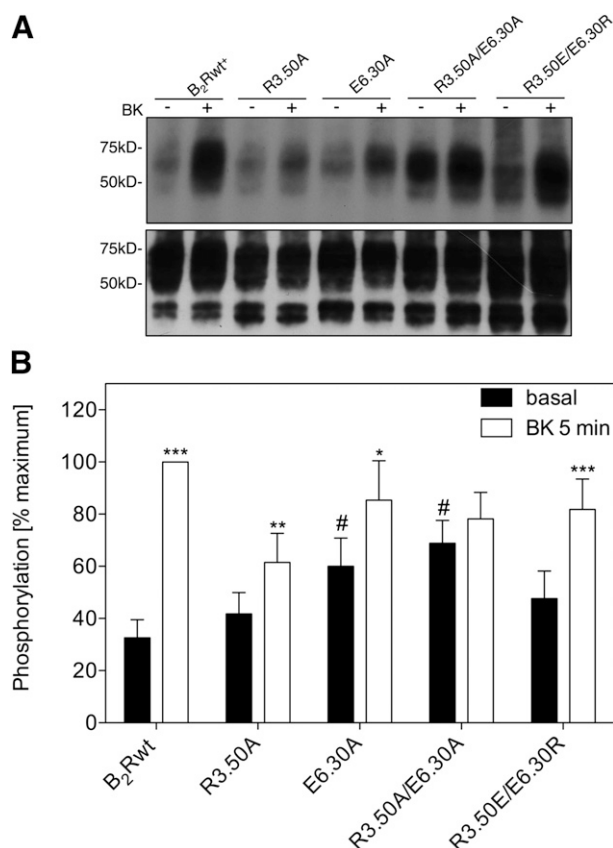 A
B₂Rwt⁺ R3.50A E6.30A R3.50A/E6.30A R3.50E/E6.30R
BK - + - + - + - + - +
75kD-
50kD-
75kD-
50kD-
B
basal
BK 5 min
Phosphorylation [% maximum]
120
100
80
60
40
20
0
*** ** # * # ***
B₂Rwt R3.50A E6.30A R3.50A/E6.30A R3.50E/E6.30R